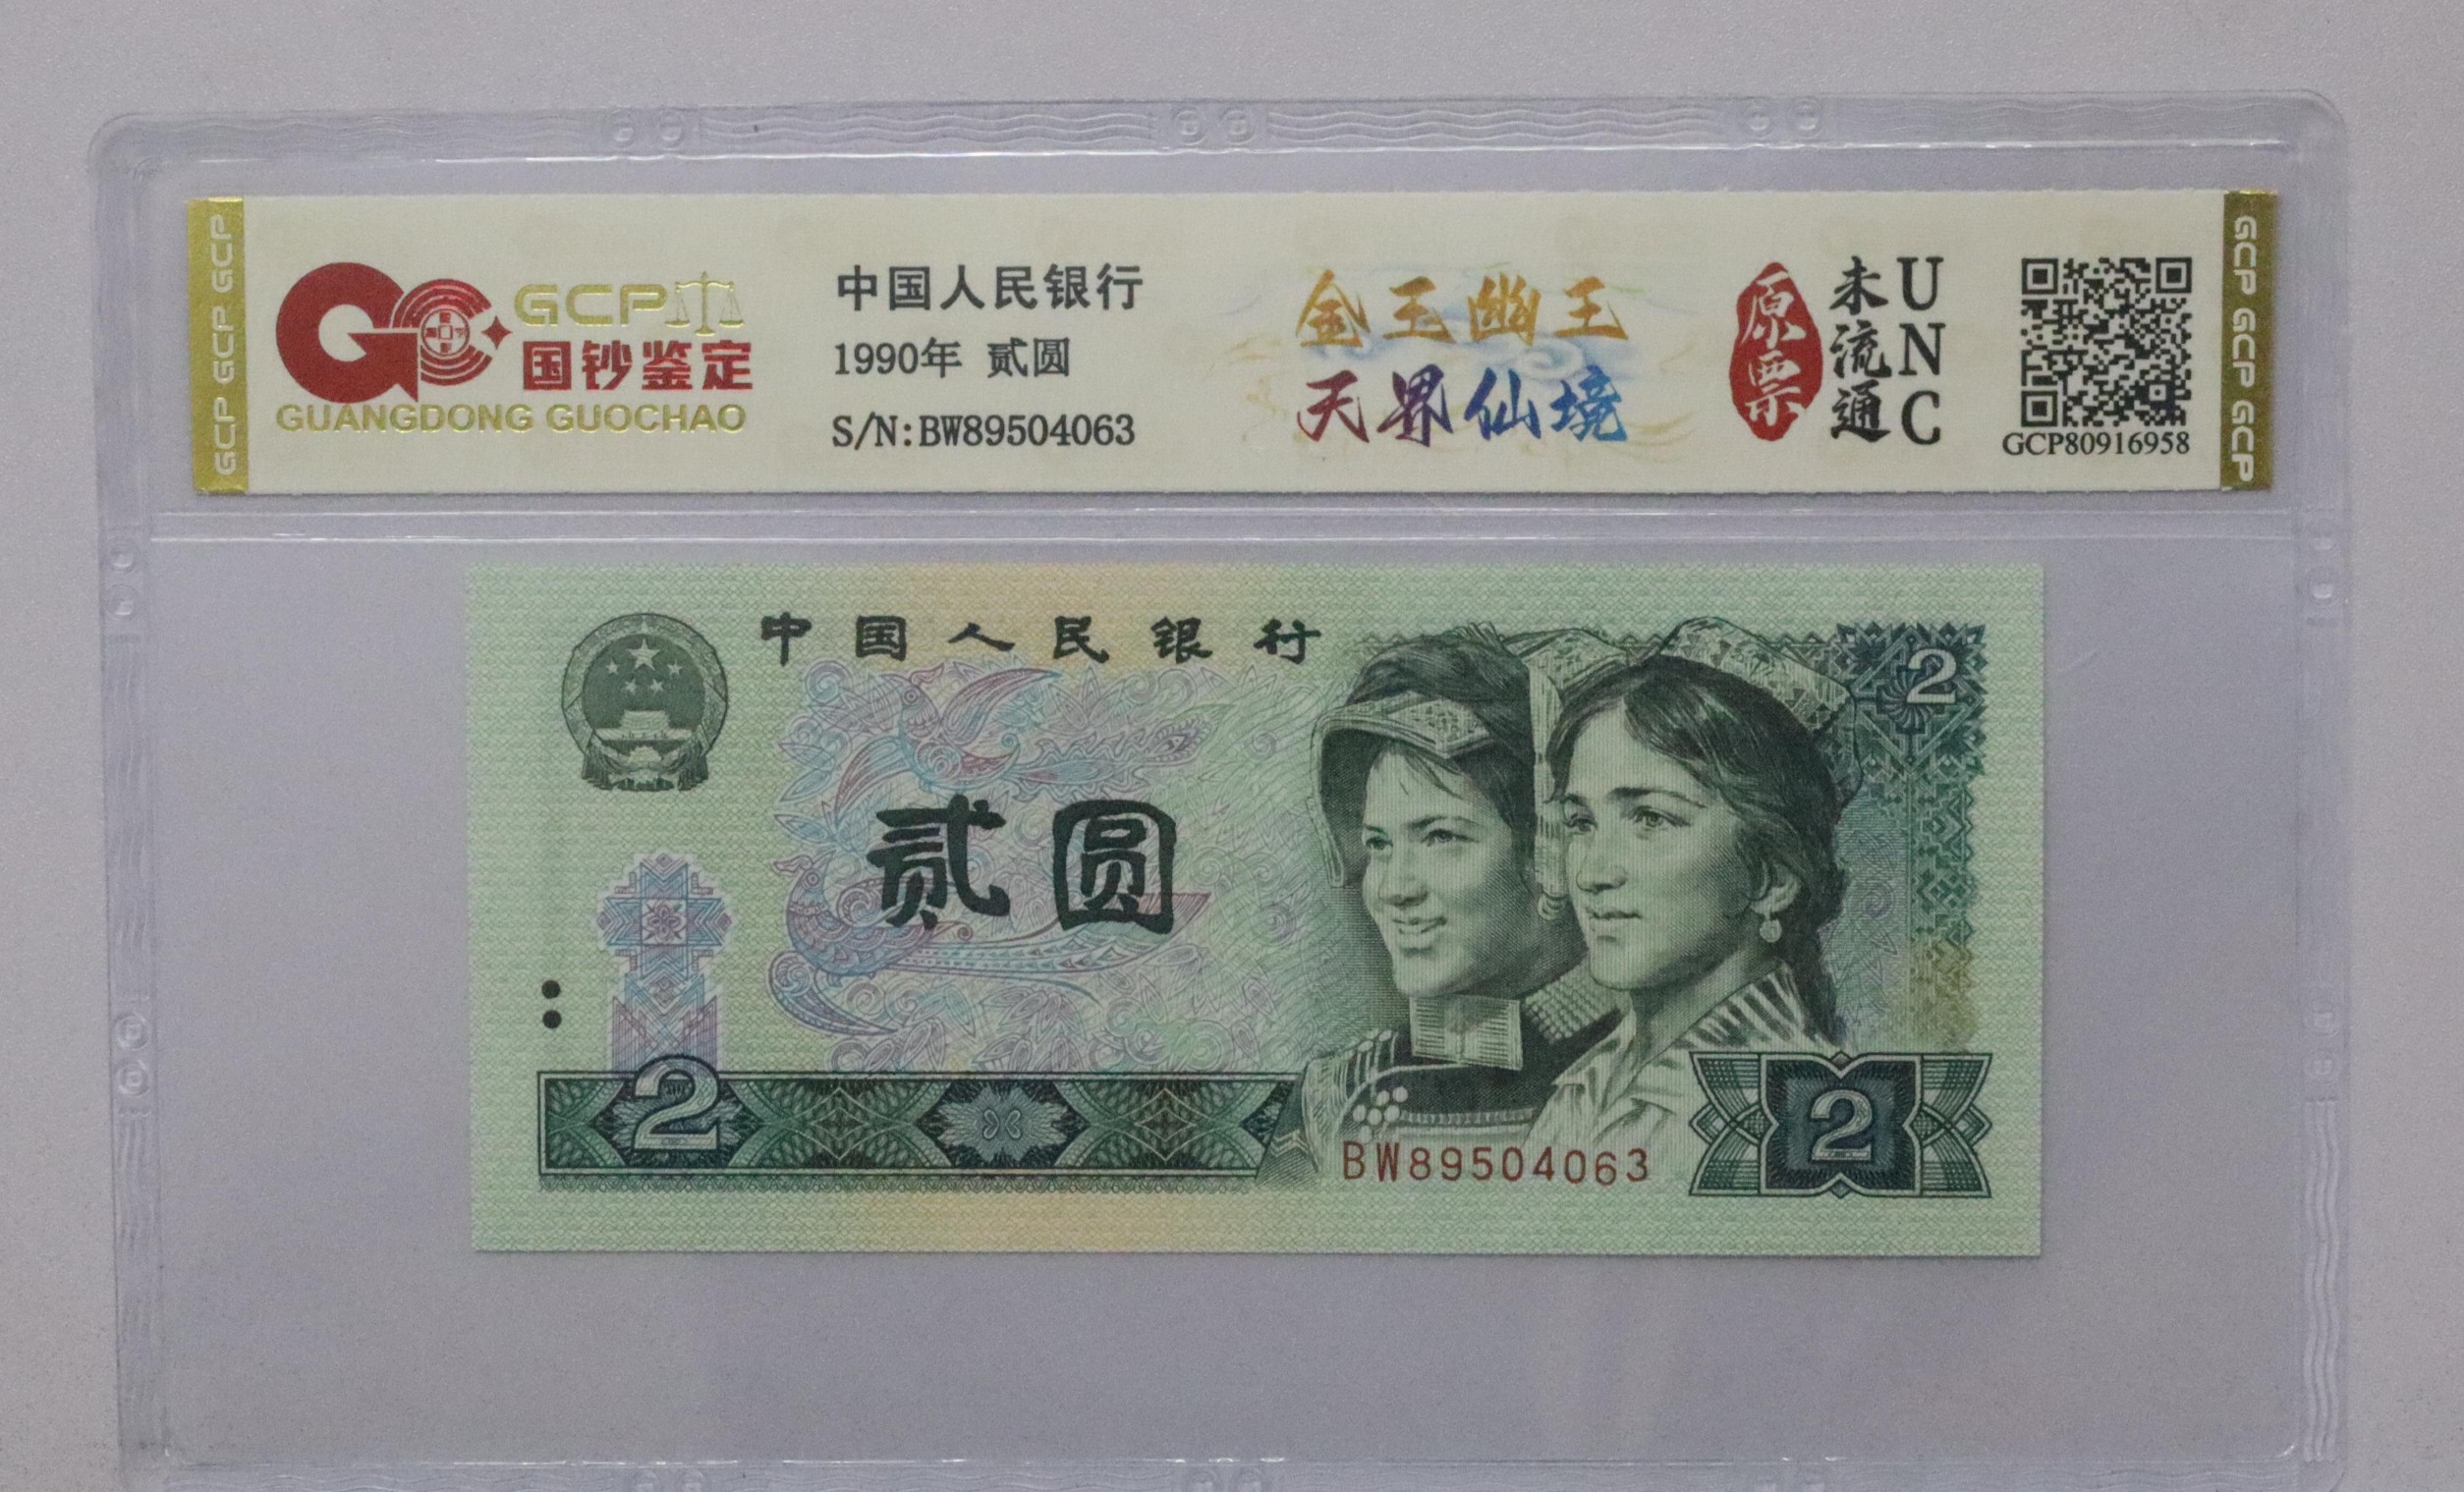 GCP GCP GCP
GCP
国钞鉴定
GUANGDONG GUOCHAO
中国人民银行
1990年 贰圆
S/N:BW89504063
金玉幽王
天界仙境
原票
未流通
UNC
GCP80916958
GCP GCP GCP
中国人民银行
2
贰圆
2
BW89504063
2